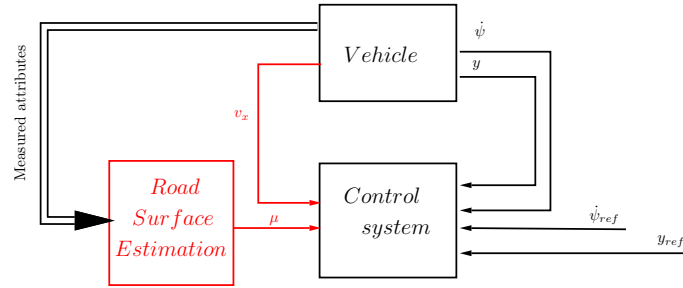 Vehicle
ψ̇
y
Measured attributes
v_x
Road
Surface
Estimation
μ
Control
system
ψ̇_ref
y_ref